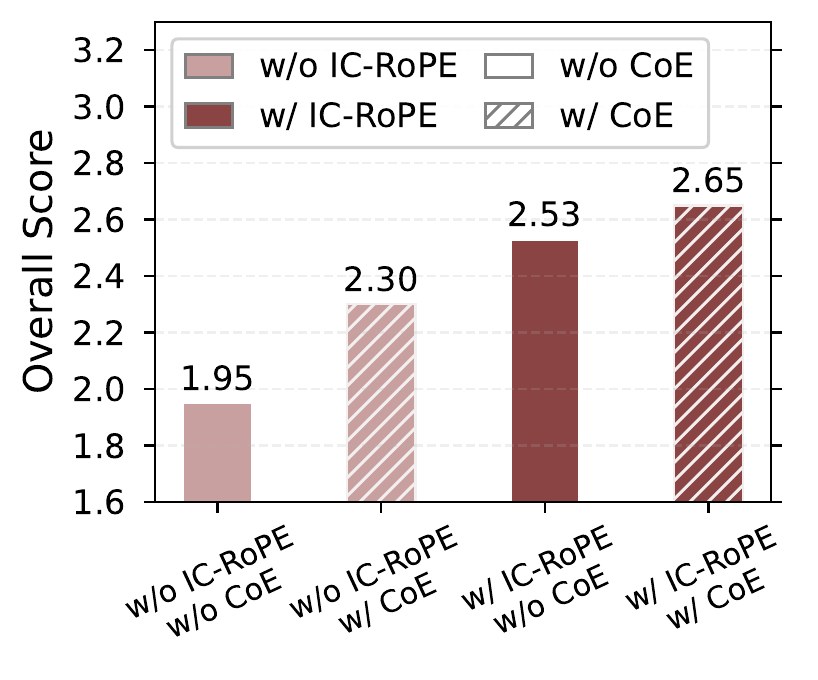 w/o IC-RoPE w/o CoE
w/ IC-RoPE w/ CoE
Overall Score
3.2
3.0
2.8
2.6
2.4
2.2
2.0
1.8
1.6
1.95
2.30
2.53
2.65
w/o IC-RoPE
w/o CoE
w/o IC-RoPE
w/ CoE
w/ IC-RoPE
w/o CoE
w/ IC-RoPE
w/ CoE